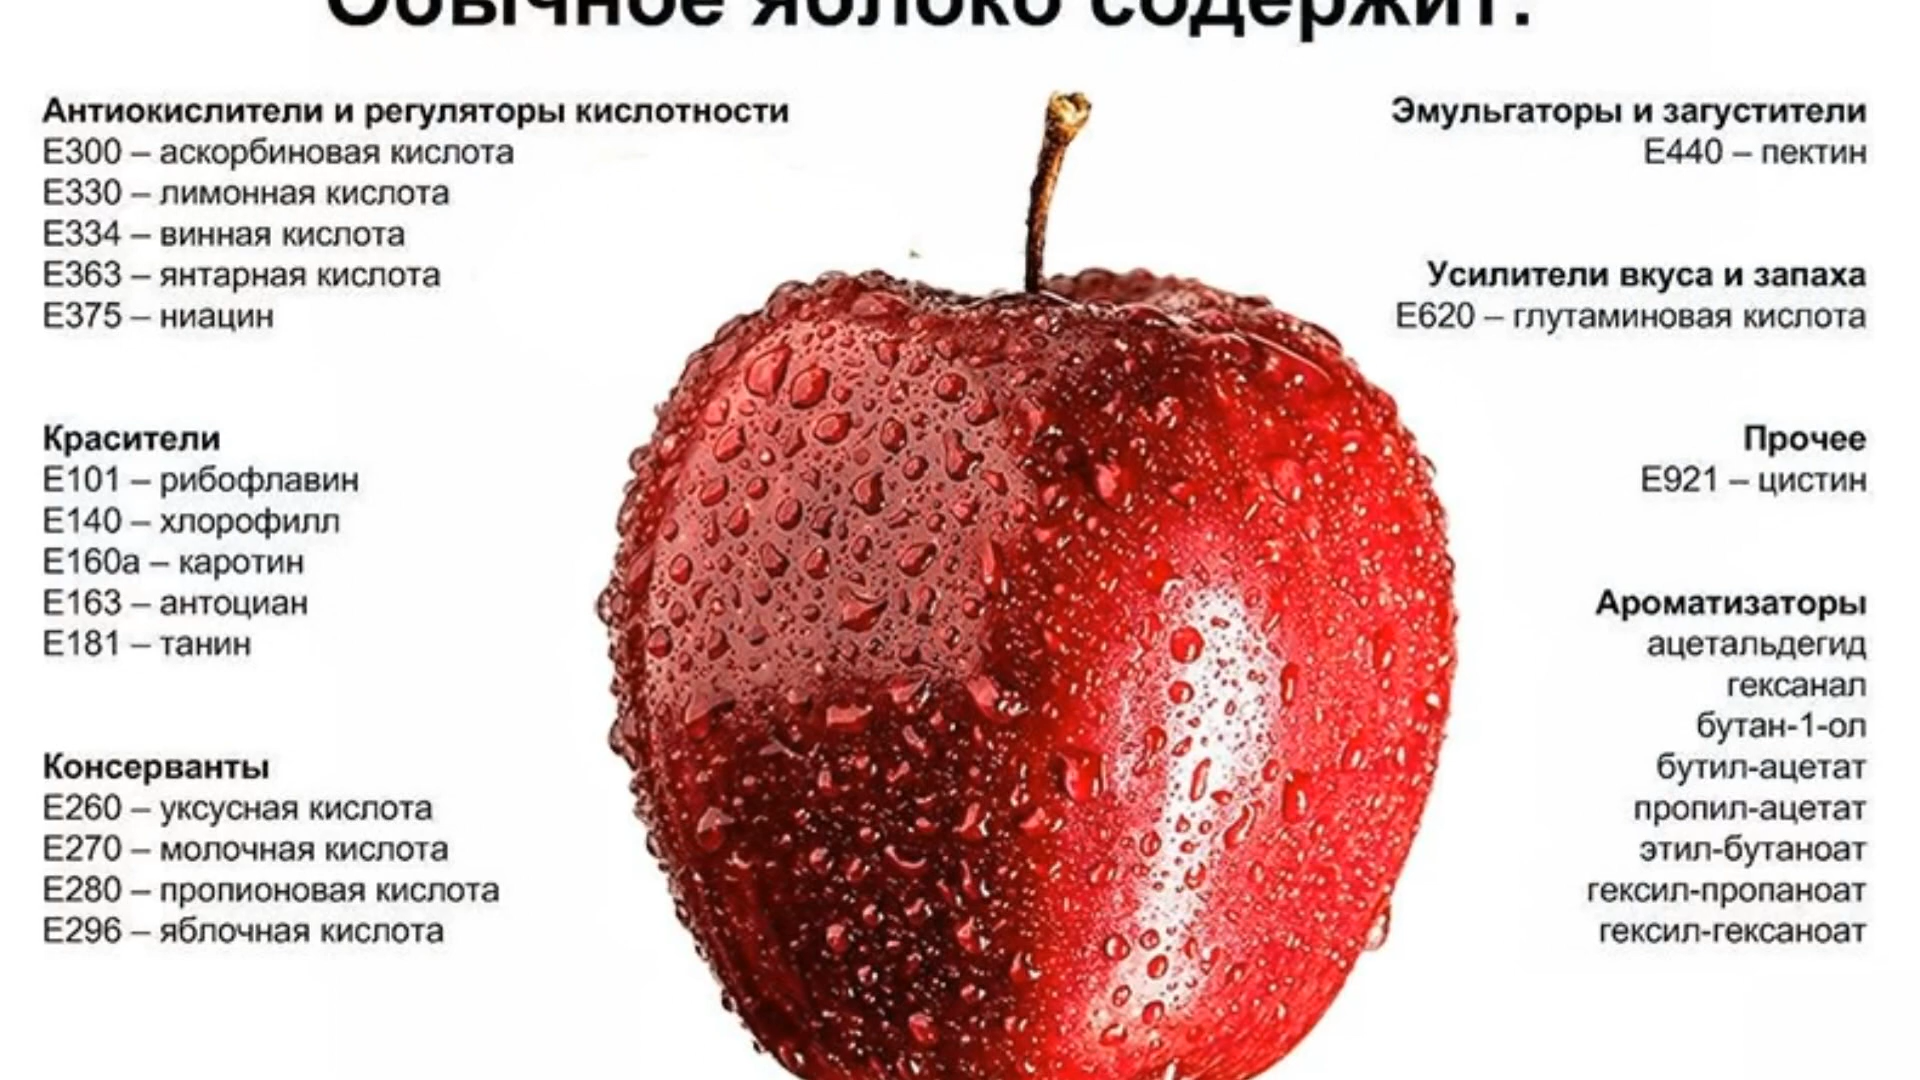 Обычное яблоко содержит:
Антиокислители и регуляторы кислотности
Е300 – аскорбиновая кислота
Е330 – лимонная кислота
Е334 – винная кислота
Е363 – янтарная кислота
Е375 – ниацин
Красители
Е101 – рибофлавин
Е140 – хлорофилл
Е160а – каротин
Е163 – антоциан
Е181 – танин
Консерванты
Е260 – уксусная кислота
Е270 – молочная кислота
Е280 – пропионовая кислота
Е296 – яблочная кислота
Эмульгаторы и загустители
Е440 – пектин
Усилители вкуса и запаха
Е620 – глутаминовая кислота
Прочее
Е921 – цистин
Ароматизаторы
ацетальдегид
гексанал
бутан-1-ол
бутил-ацетат
пропил-ацетат
этил-бутаноат
гексил-пропаноат
гексил-гексаноат